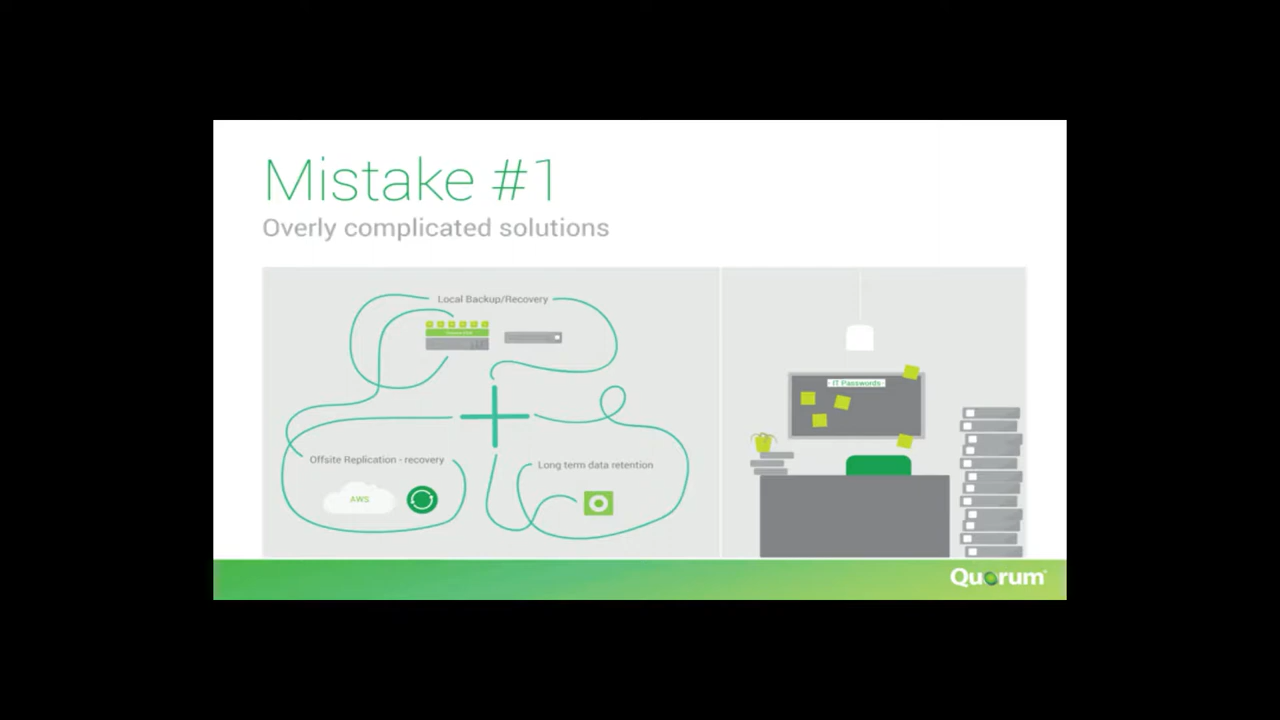 Mistake #1
Overly complicated solutions
Local Backup/Recovery
Offsite Replication - recovery
AWS
Long term data retention
- IT Passwords -
Quorum